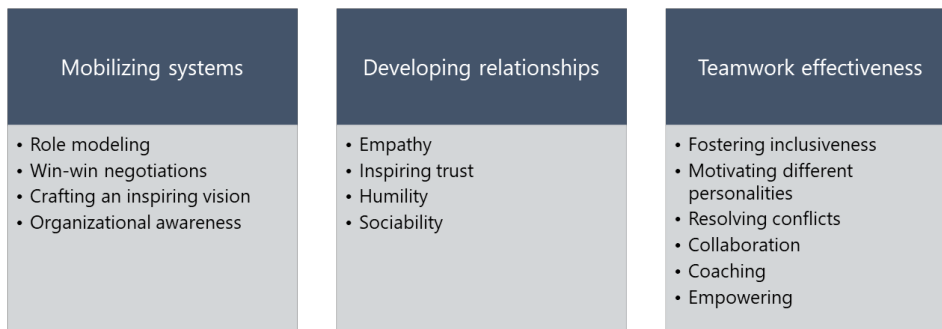 Mobilizing systems
• Role modeling
• Win-win negotiations
• Crafting an inspiring vision
• Organizational awareness
Developing relationships
• Empathy
• Inspiring trust
• Humility
• Sociability
Teamwork effectiveness
• Fostering inclusiveness
• Motivating different
personalities
• Resolving conflicts
• Collaboration
• Coaching
• Empowering